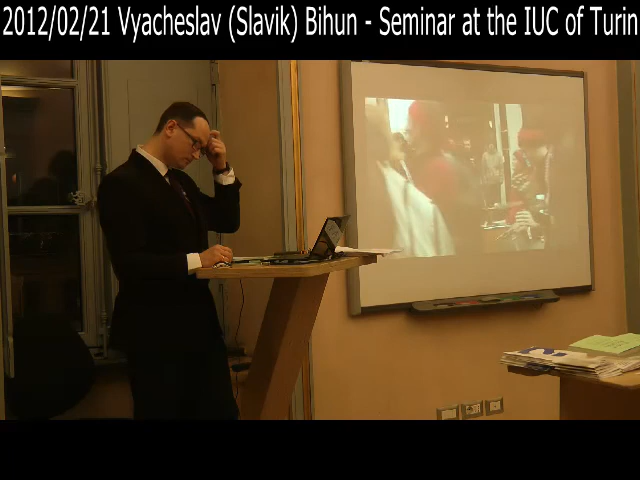 2012/02/21 Vyacheslav (Slavik) Bihun - Seminar at the IUC of Turin